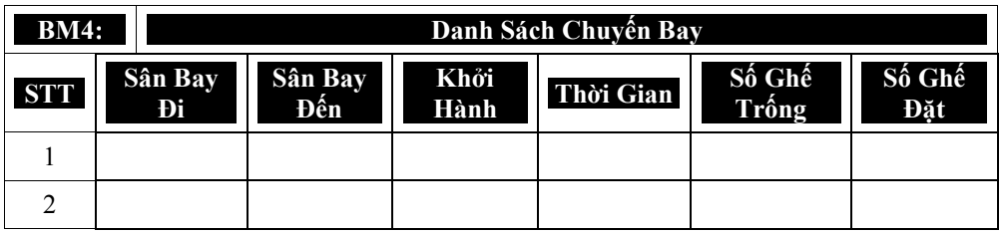 BM4: Danh Sách Chuyến Bay
STT Sân Bay Đi Sân Bay Đến Khởi Hành Thời Gian Số Ghế Trống Số Ghế Đặt
1
2